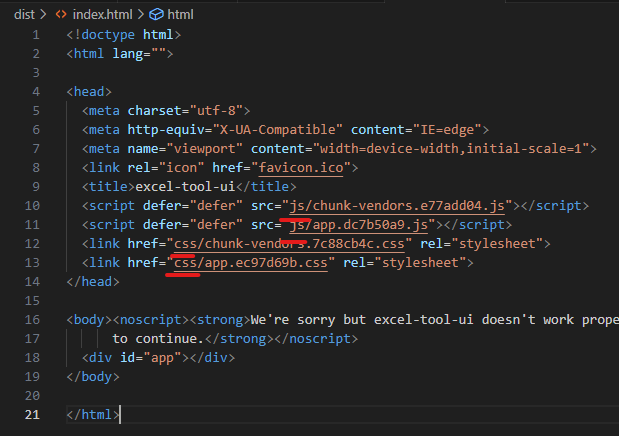 dist > index.html > html
1 <!doctype html>
2 <html lang="">
3
4 <head>
5 <meta charset="utf-8">
6 <meta http-equiv="X-UA-Compatible" content="IE=edge">
7 <meta name="viewport" content="width=device-width,initial-scale=1">
8 <link rel="icon" href="favicon.ico">
9 <title>excel-tool-ui</title>
10 <script defer="defer" src="js/chunk-vendors.e77add04.js"></script>
11 <script defer="defer" src="js/app.dc7b50a9.js"></script>
12 <link href="css/chunk-vendors.7c88cb4c.css" rel="stylesheet">
13 <link href="css/app.ec97d69b.css" rel="stylesheet">
14 </head>
15
16 <body><noscript><strong>We're sorry but excel-tool-ui doesn't work prope
17 to continue.</strong></noscript>
18 <div id="app"></div>
19 </body>
20
21 </html>